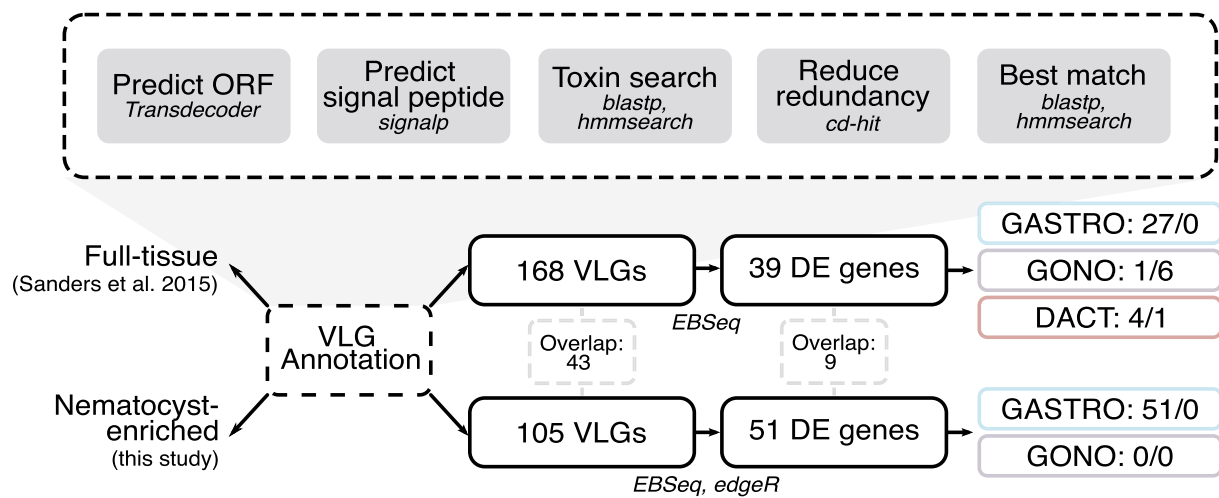 Predict ORF
Transdecoder
Predict
signal peptide
signalp
Toxin search
blastp,
hmmsearch
Reduce
redundancy
cd-hit
Best match
blastp,
hmmsearch
Full-tissue
(Sanders et al. 2015)
VLG
Annotation
Nematocyst-
enriched
(this study)
168 VLGs
EBSeq
39 DE genes
GASTRO: 27/0
GONO: 1/6
DACT: 4/1
Overlap:
43
Overlap:
9
105 VLGs
EBSeq, edgeR
51 DE genes
GASTRO: 51/0
GONO: 0/0